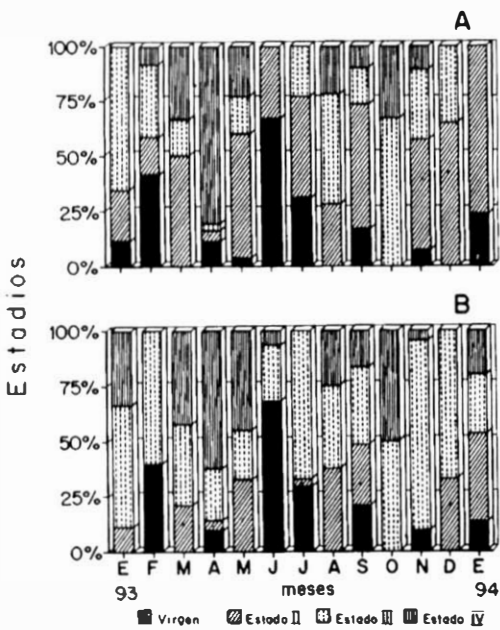 A
100%
75%
50%
25%
0%
Estadios
B
100%
75%
50%
25%
0%
E F M A M J J A S O N D E
93 meses 94
Virgen Estado II Estado III Estado IV